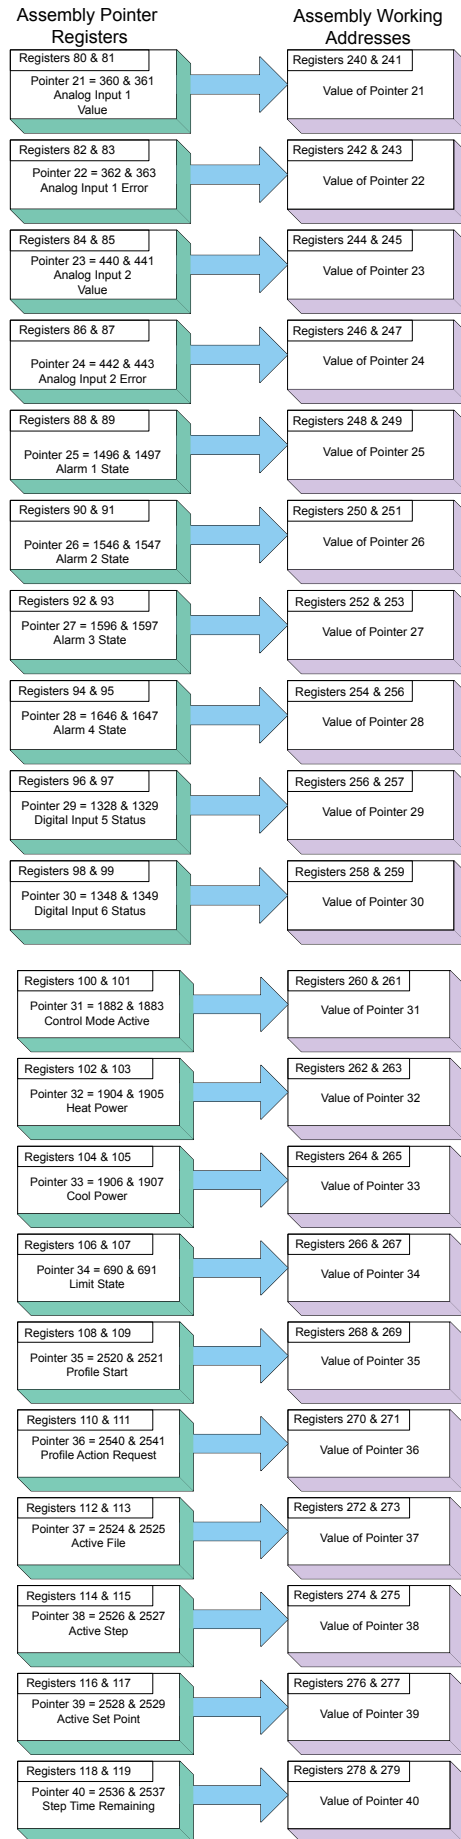 Assembly Pointer
Registers
Assembly Working
Addresses
Registers 80 & 81
Pointer 21 = 360 & 361
Analog Input 1
Value
Registers 240 & 241
Value of Pointer 21
Registers 82 & 83
Pointer 22 = 362 & 363
Analog Input 1 Error
Registers 242 & 243
Value of Pointer 22
Registers 84 & 85
Pointer 23 = 440 & 441
Analog Input 2
Value
Registers 244 & 245
Value of Pointer 23
Registers 86 & 87
Pointer 24 = 442 & 443
Analog Input 2 Error
Registers 246 & 247
Value of Pointer 24
Registers 88 & 89
Pointer 25 = 1496 & 1497
Alarm 1 State
Registers 248 & 249
Value of Pointer 25
Registers 90 & 91
Pointer 26 = 1546 & 1547
Alarm 2 State
Registers 250 & 251
Value of Pointer 26
Registers 92 & 93
Pointer 27 = 1596 & 1597
Alarm 3 State
Registers 252 & 253
Value of Pointer 27
Registers 94 & 95
Pointer 28 = 1646 & 1647
Alarm 4 State
Registers 254 & 256
Value of Pointer 28
Registers 96 & 97
Pointer 29 = 1328 & 1329
Digital Input 5 Status
Registers 256 & 257
Value of Pointer 29
Registers 98 & 99
Pointer 30 = 1348 & 1349
Digital Input 6 Status
Registers 258 & 259
Value of Pointer 30
Registers 100 & 101
Pointer 31 = 1882 & 1883
Control Mode Active
Registers 260 & 261
Value of Pointer 31
Registers 102 & 103
Pointer 32 = 1904 & 1905
Heat Power
Registers 262 & 263
Value of Pointer 32
Registers 104 & 105
Pointer 33 = 1906 & 1907
Cool Power
Registers 264 & 265
Value of Pointer 33
Registers 106 & 107
Pointer 34 = 690 & 691
Limit State
Registers 266 & 267
Value of Pointer 34
Registers 108 & 109
Pointer 35 = 2520 & 2521
Profile Start
Registers 268 & 269
Value of Pointer 35
Registers 110 & 111
Pointer 36 = 2540 & 2541
Profile Action Request
Registers 270 & 271
Value of Pointer 36
Registers 112 & 113
Pointer 37 = 2524 & 2525
Active File
Registers 272 & 273
Value of Pointer 37
Registers 114 & 115
Pointer 38 = 2526 & 2527
Active Step
Registers 274 & 275
Value of Pointer 38
Registers 116 & 117
Pointer 39 = 2528 & 2529
Active Set Point
Registers 276 & 277
Value of Pointer 39
Registers 118 & 119
Pointer 40 = 2536 & 2537
Step Time Remaining
Registers 278 & 279
Value of Pointer 40